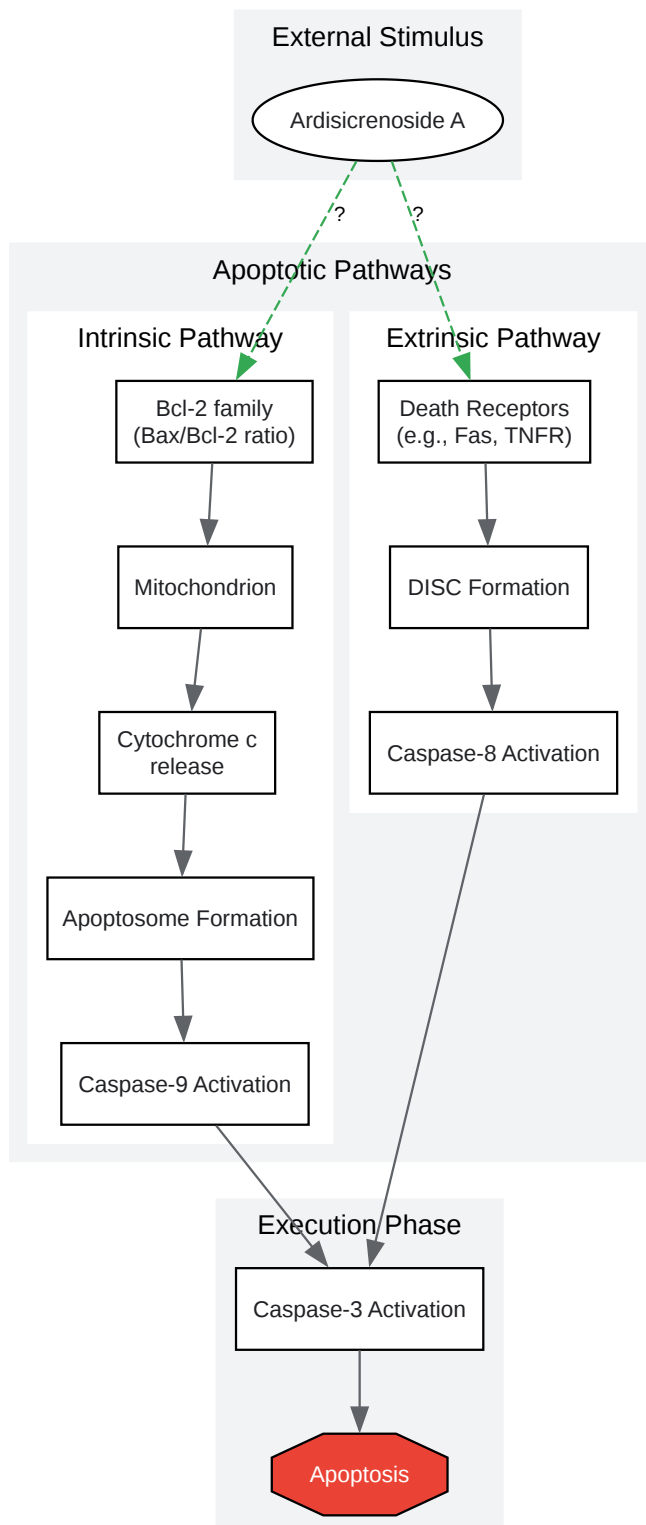 External Stimulus
Ardisicrenoside A
?
?
Apoptotic Pathways
Intrinsic Pathway
Bcl-2 family
(Bax/Bcl-2 ratio)
Mitochondrion
Cytochrome c
release
Apoptosome Formation
Caspase-9 Activation
Extrinsic Pathway
Death Receptors
(e.g., Fas, TNFR)
DISC Formation
Caspase-8 Activation
Execution Phase
Caspase-3 Activation
Apoptosis